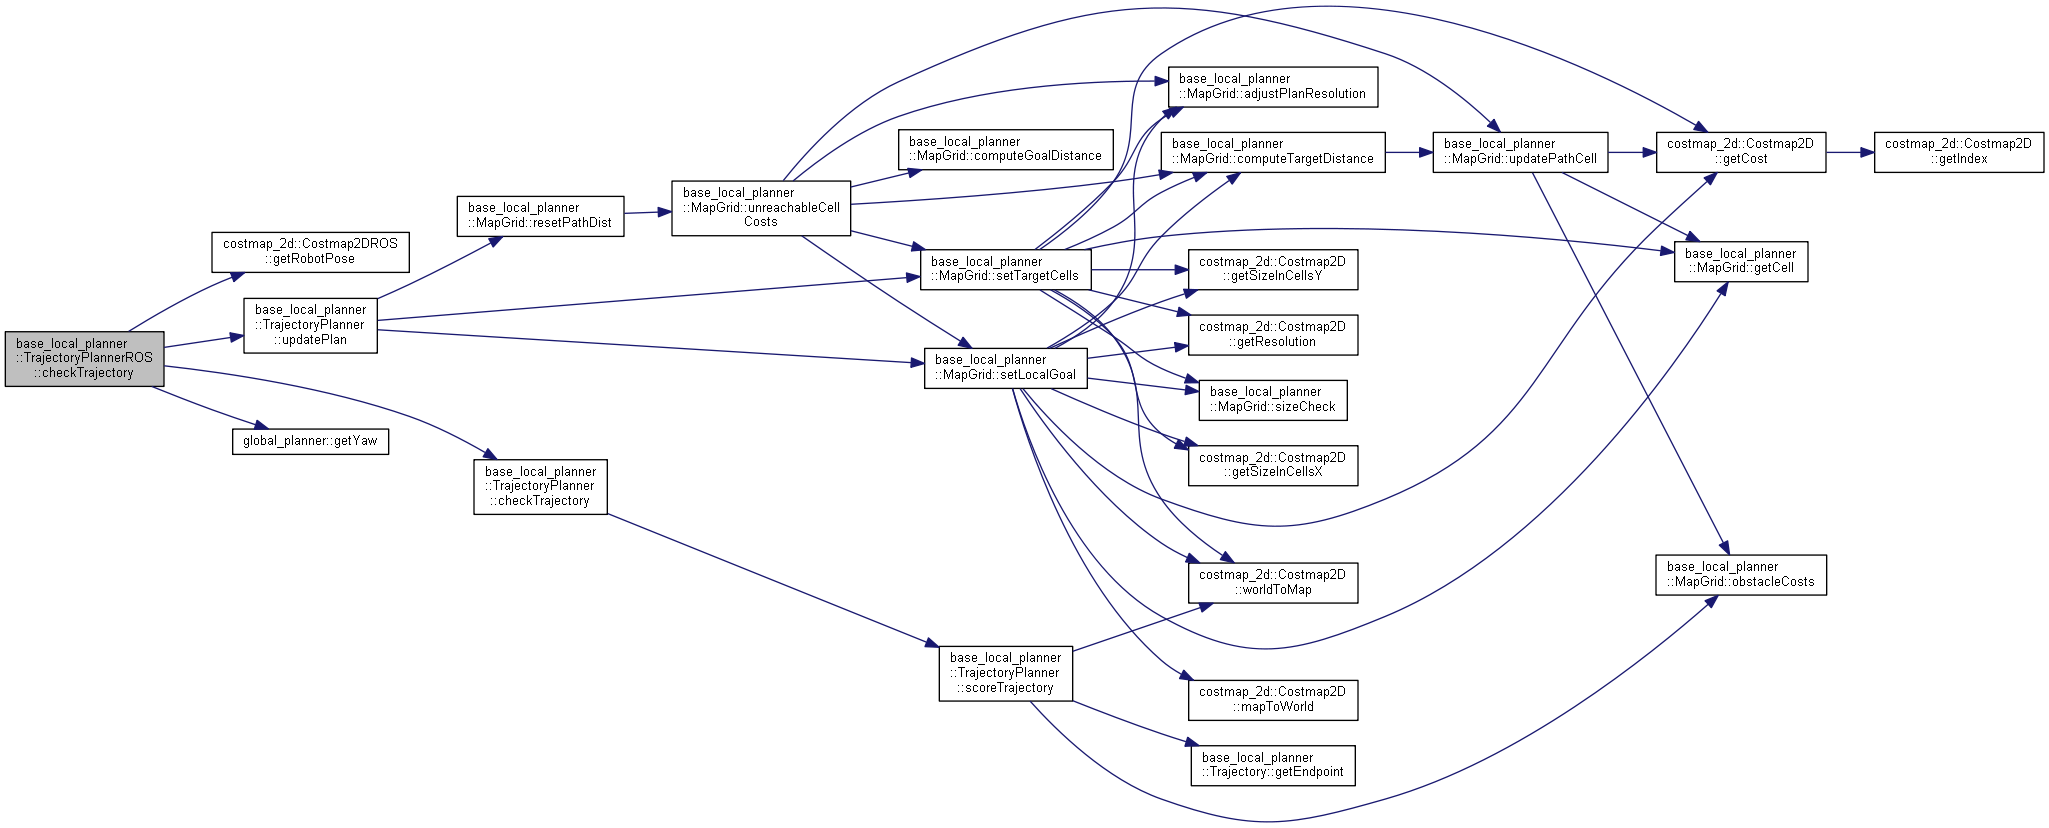 base_local_planner
::TrajectoryPlannerROS
::checkTrajectory
costmap_2d::Costmap2DROS
::getRobotPose
base_local_planner
::TrajectoryPlanner
::updatePlan
global_planner::getYaw
base_local_planner
::MapGrid::resetPathDist
base_local_planner
::TrajectoryPlanner
::checkTrajectory
base_local_planner
::MapGrid::unreachableCell
Costs
base_local_planner
::MapGrid::computeGoalDistance
base_local_planner
::MapGrid::setTargetCells
base_local_planner
::MapGrid::setLocalGoal
base_local_planner
::TrajectoryPlanner
::scoreTrajectory
base_local_planner
::MapGrid::adjustPlanResolution
base_local_planner
::MapGrid::computeTargetDistance
costmap_2d::Costmap2D
::getSizeInCellsY
costmap_2d::Costmap2D
::getResolution
base_local_planner
::MapGrid::sizeCheck
costmap_2d::Costmap2D
::getSizeInCellsX
costmap_2d::Costmap2D
::worldToMap
costmap_2d::Costmap2D
::mapToWorld
base_local_planner
::Trajectory::getEndpoint
base_local_planner
::MapGrid::updatePathCell
costmap_2d::Costmap2D
::getCost
base_local_planner
::MapGrid::getCell
base_local_planner
::MapGrid::obstacleCosts
costmap_2d::Costmap2D
::getIndex